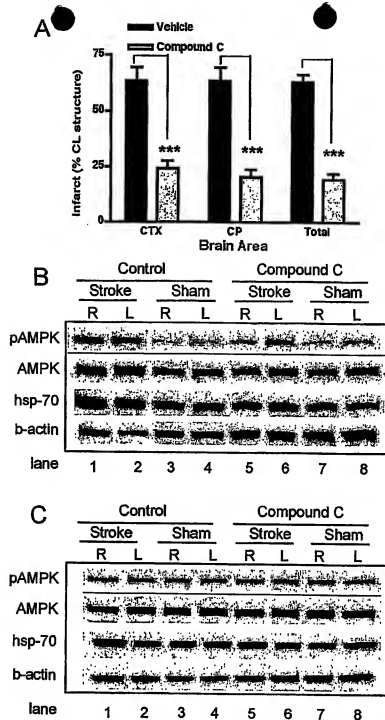 A
Vehicle
Compound C
Infarct (% CL structure)
75
50
25
0
*** *** ***
CTX CP Total
Brain Area
B
Control Compound C
Stroke Sham Stroke Sham
R L R L R L R L
pAMPK
AMPK
hsp-70
b-actin
lane 1 2 3 4 5 6 7 8
C
Control Compound C
Stroke Sham Stroke Sham
R L R L R L R L
pAMPK
AMPK
hsp-70
b-actin
lane 1 2 3 4 5 6 7 8